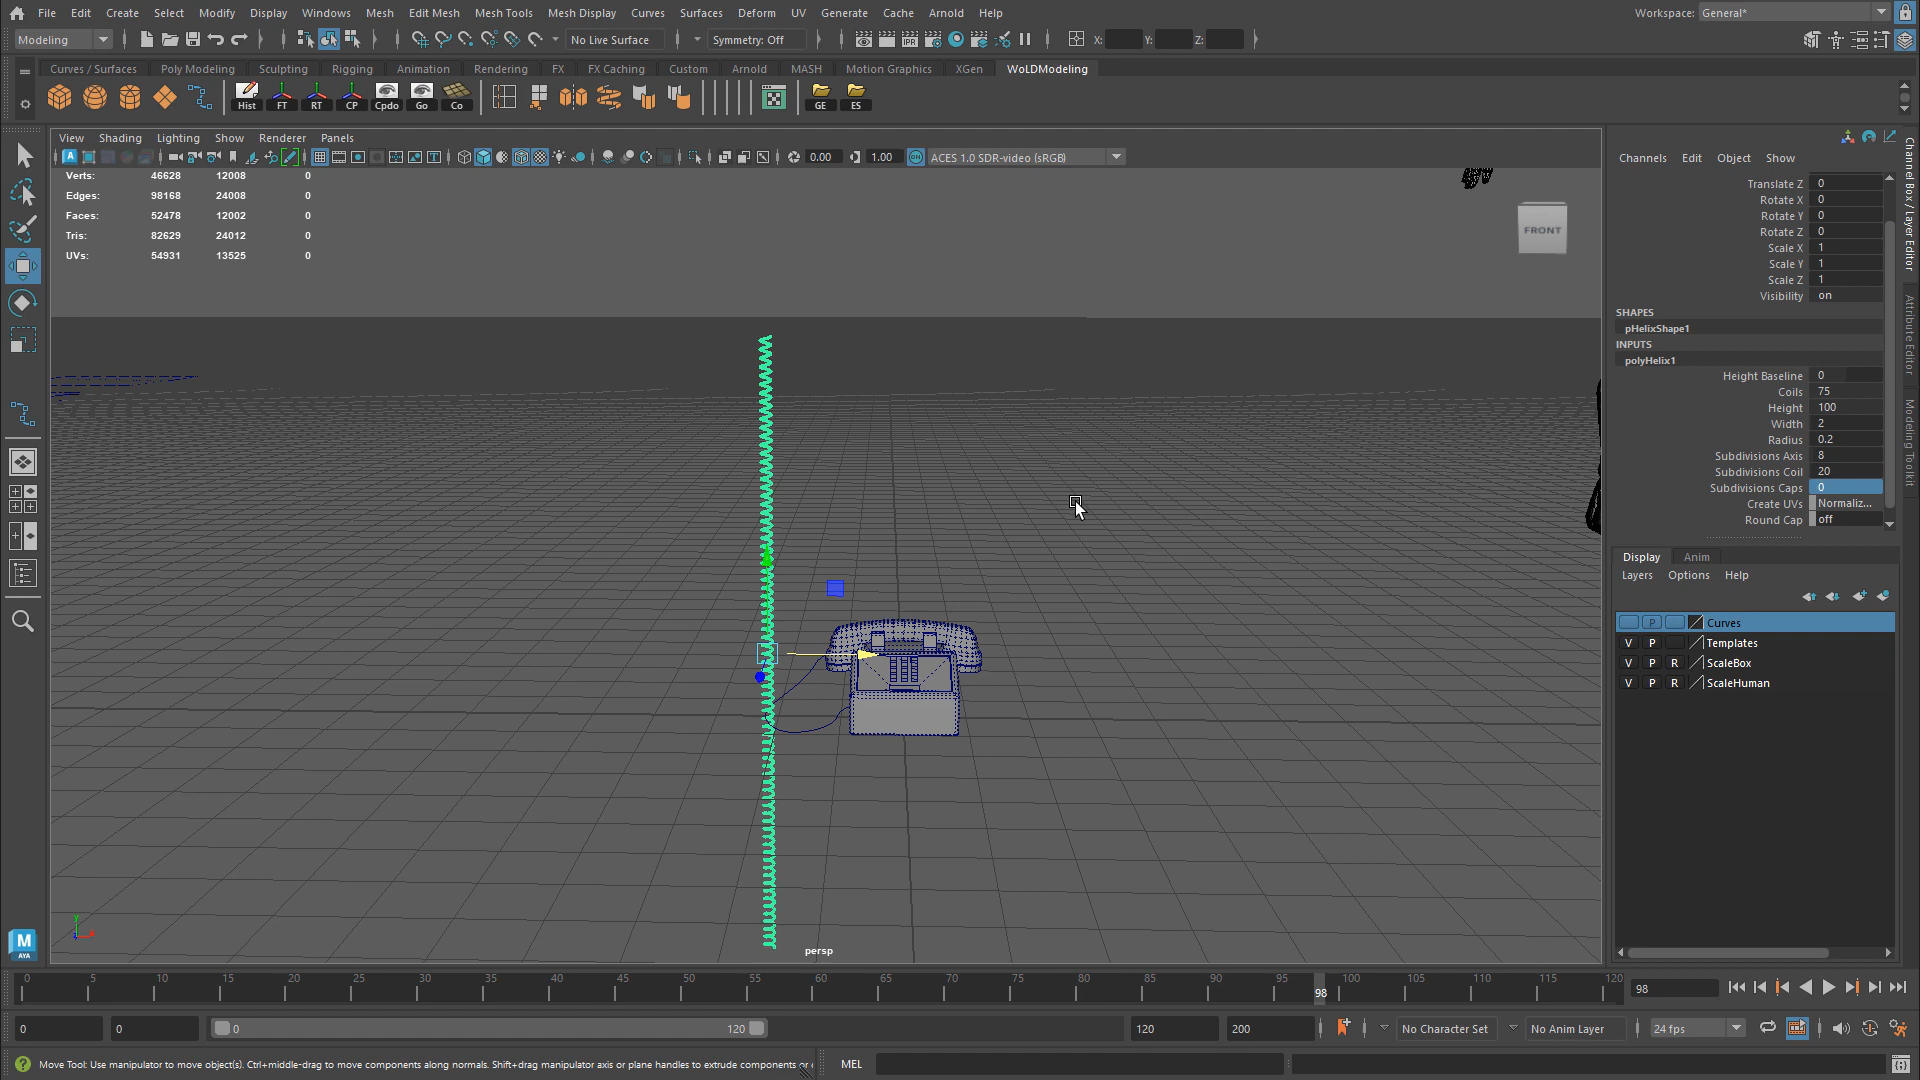 File Edit Create Select Modify Display Windows Mesh Edit Mesh Mesh Tools Mesh Display Curves Surfaces Deform UV Generate Cache Arnold Help Workspace: General*
Modeling No Live Surface Symmetry: Off X: Y: Z:
Curves / Surfaces Poly Modeling Sculpting Rigging Animation Rendering FX FX Caching Custom Arnold MASH Motion Graphics XGen WoLDModeling
Hist FT RT CP Cpdo Go Co GE ES
View Shading Lighting Show Renderer Panels
0.00 1.00 ACES 1.0 SDR-video (sRGB)
Verts: 46628 12008 0
Edges: 98168 24008 0
Faces: 52478 12002 0
Tris: 82629 24012 0
UVs: 54931 13525 0
FRONT
persp
y
Channels Edit Object Show
Translate Z 0
Rotate X 0
Rotate Y 0
Rotate Z 0
Scale X 1
Scale Y 1
Scale Z 1
Visibility on
SHAPES
pHelixShape1
INPUTS
polyHelix1
Height Baseline 0
Coils 75
Height 100
Width 2
Radius 0.2
Subdivisions Axis 8
Subdivisions Coil 20
Subdivisions Caps 0
Create UVs Normaliz...
Round Cap off
Display Anim
Layers Options Help
P Curves
V P Templates
V P R ScaleBox
V P R ScaleHuman
Channel Box / Layer Editor
Attribute Editor
Modeling Toolkit
M
AYA
0 5 10 15 20 25 30 35 40 45 50 55 60 65 70 75 80 85 90 95 100 105 110 115 120
98
98
0 0 0 120 120 200 No Character Set No Anim Layer 24 fps
Move Tool: Use manipulator to move object(s). Ctrl+middle-drag to move components along normals. Shift+drag manipulator axis or plane handles to extrude components or
MEL